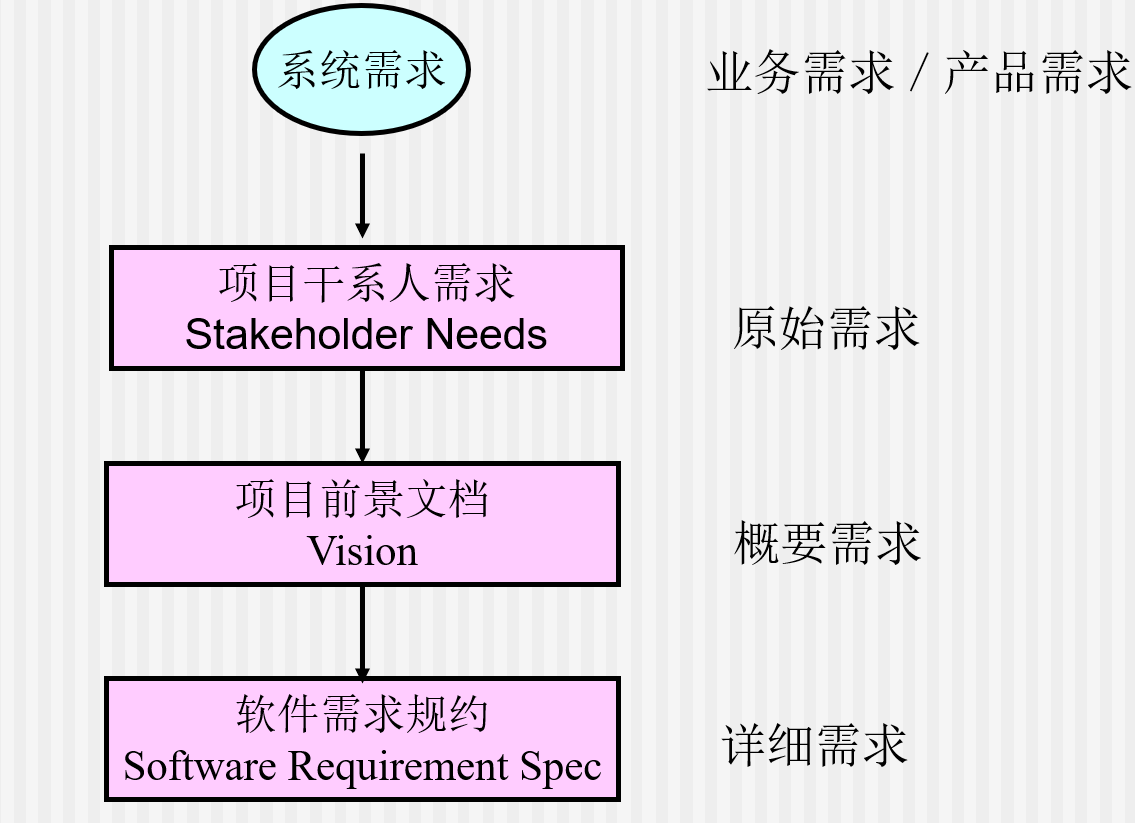 系统需求
业务需求 / 产品需求
项目干系人需求
Stakeholder Needs
原始需求
项目前景文档
Vision
概要需求
软件需求规约
Software Requirement Spec
详细需求